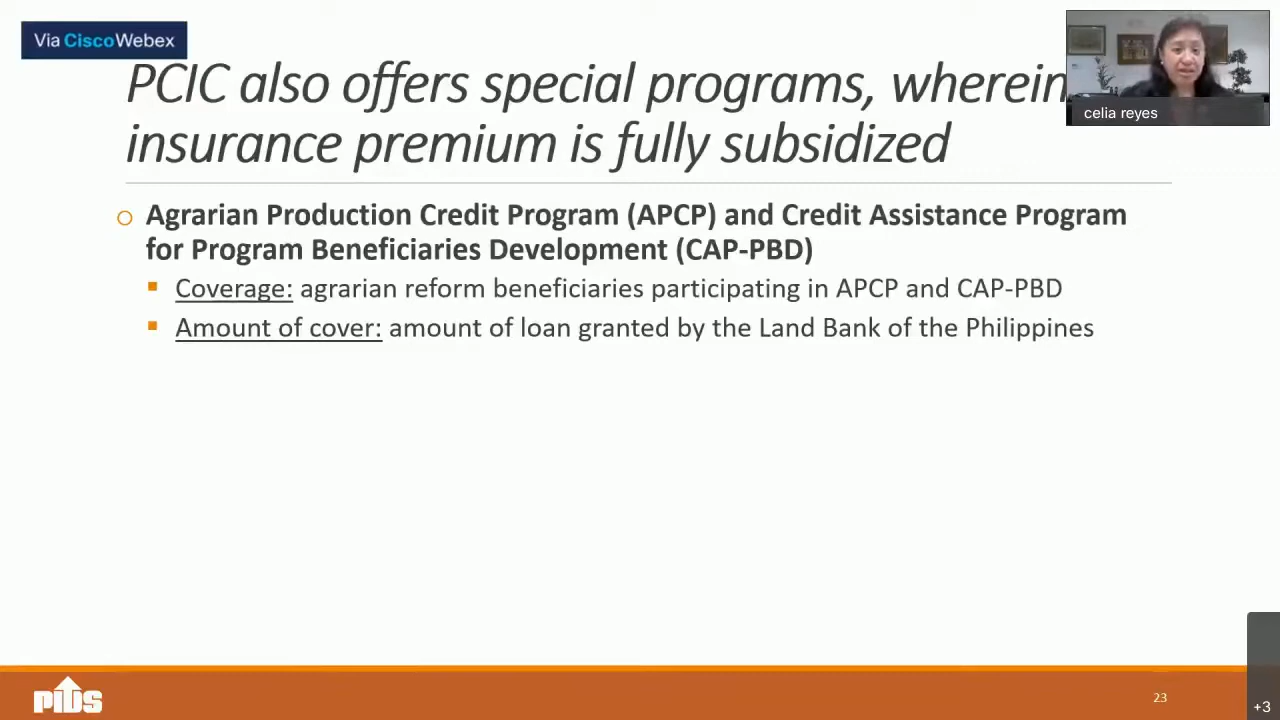 Via Cisco Webex
PCIC also offers special programs, wherein
insurance premium is fully subsidized
celia reyes
Agrarian Production Credit Program (APCP) and Credit Assistance Program
for Program Beneficiaries Development (CAP-PBD)
Coverage: agrarian reform beneficiaries participating in APCP and CAP-PBD
Amount of cover: amount of loan granted by the Land Bank of the Philippines
PIDS
23
+3